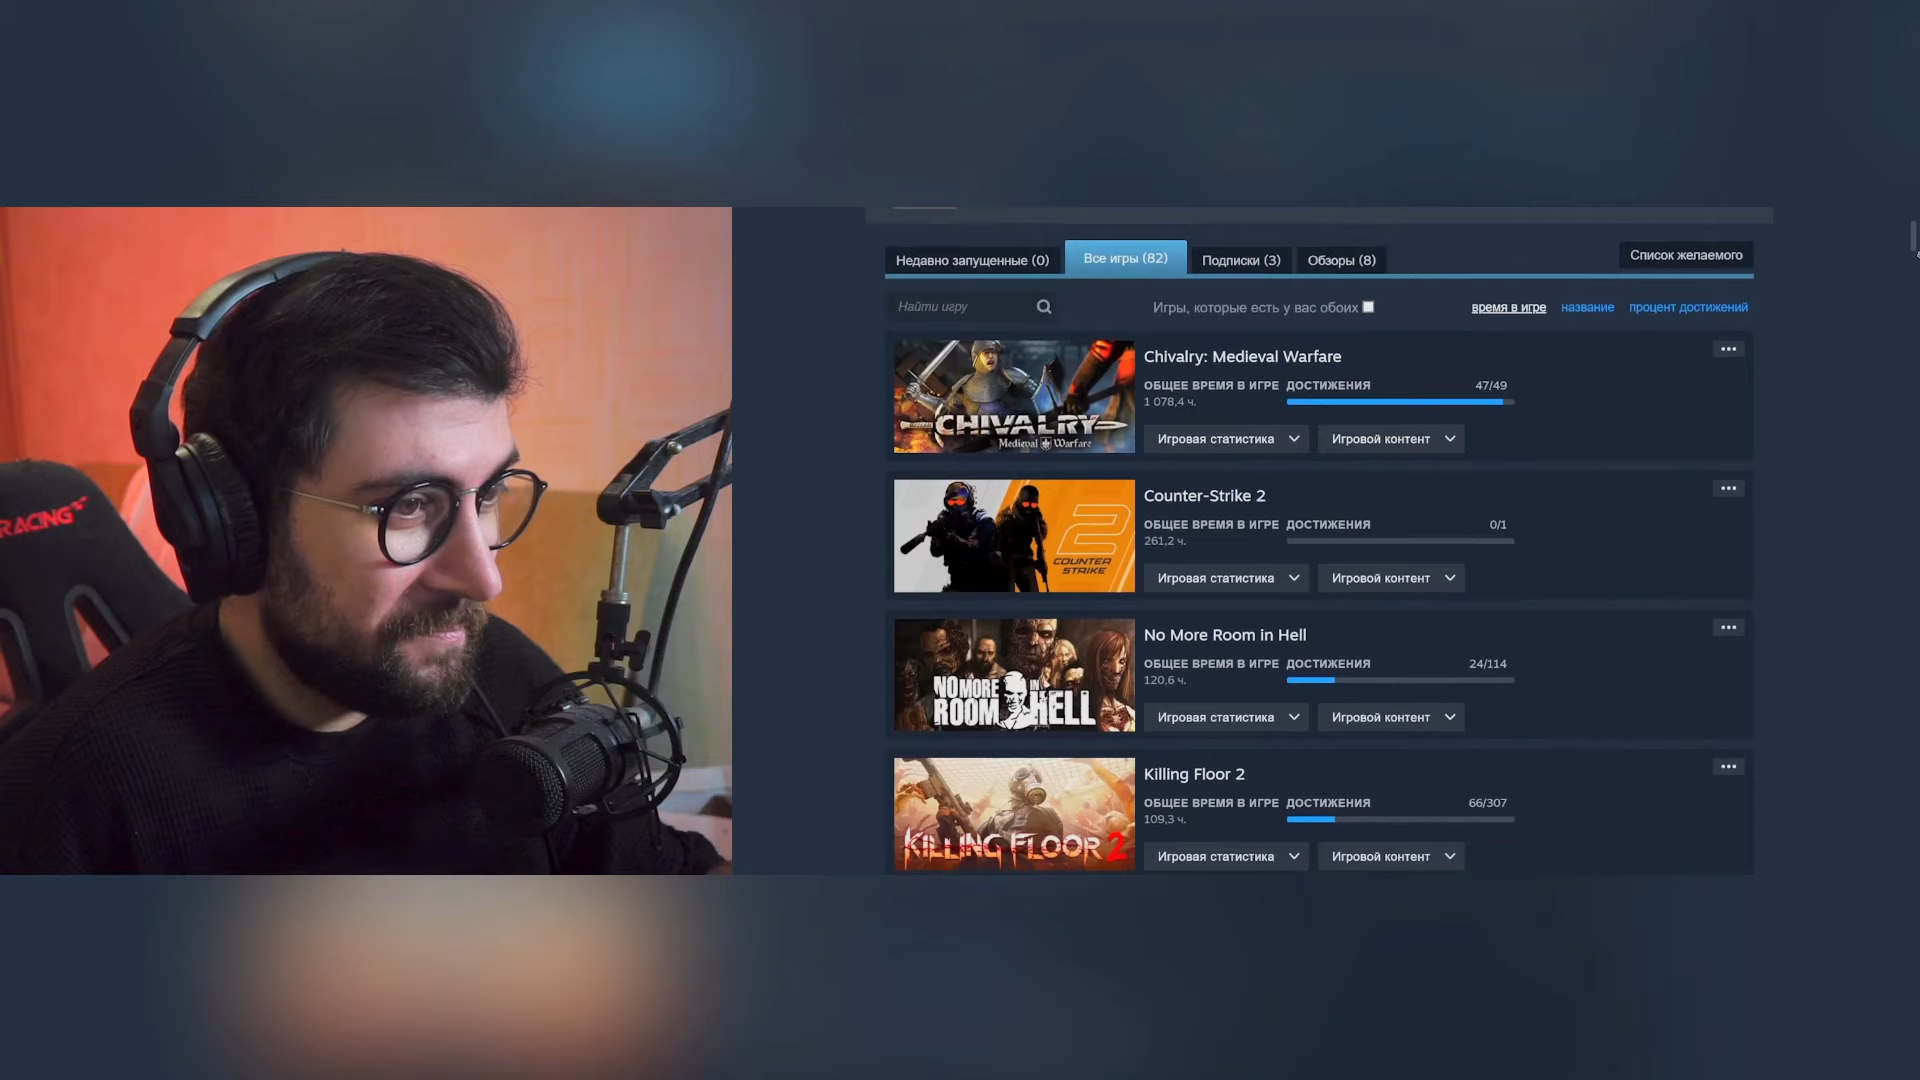 RACING
Недавно запущенные (0)
Все игры (82)
Подписки (3)
Обзоры (8)
Список желаемого
Найти игру
Игры, которые есть у вас обоих
время в игре
название
процент достижений
CHIVALRY
Medieval Warfare
Chivalry: Medieval Warfare
ОБЩЕЕ ВРЕМЯ В ИГРЕ
1 078,4 ч.
ДОСТИЖЕНИЯ
47/49
Игровая статистика
Игровой контент
2
COUNTER
STRIKE
Counter-Strike 2
ОБЩЕЕ ВРЕМЯ В ИГРЕ
261,2 ч.
ДОСТИЖЕНИЯ
0/1
Игровая статистика
Игровой контент
NO MORE
ROOM IN HELL
No More Room in Hell
ОБЩЕЕ ВРЕМЯ В ИГРЕ
120,6 ч.
ДОСТИЖЕНИЯ
24/114
Игровая статистика
Игровой контент
KILLING FLOOR 2
Killing Floor 2
ОБЩЕЕ ВРЕМЯ В ИГРЕ
109,3 ч.
ДОСТИЖЕНИЯ
66/307
Игровая статистика
Игровой контент